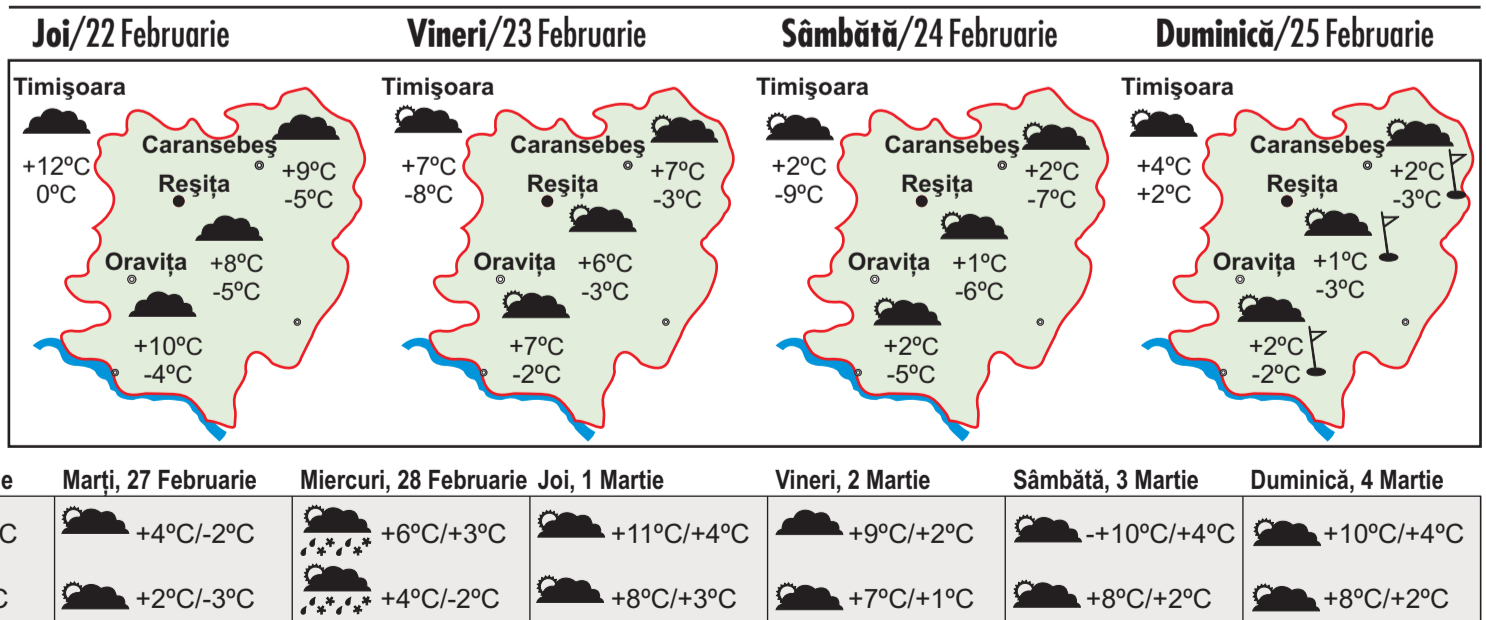 Joi/22 Februarie
Vineri/23 Februarie
Sâmbătă/24 Februarie
Duminică/25 Februarie
Timişoara
+12ºC
0ºC
Caransebeş
+9ºC
-5ºC
Reşiţa
+8ºC
-5ºC
Oraviţa
+10ºC
-4ºC
Timişoara
+7ºC
-8ºC
Caransebeş
+7ºC
-3ºC
Reşiţa
+6ºC
-3ºC
Oraviţa
+7ºC
-2ºC
Timişoara
+2ºC
-9ºC
Caransebeş
+2ºC
-7ºC
Reşiţa
+1ºC
-6ºC
Oraviţa
+2ºC
-5ºC
Timişoara
+4ºC
+2ºC
Caransebeş
+2ºC
-3ºC
Reşiţa
+1ºC
-3ºC
Oraviţa
+2ºC
-2ºC
e Marţi, 27 Februarie Miercuri, 28 Februarie Joi, 1 Martie Vineri, 2 Martie Sâmbătă, 3 Martie Duminică, 4 Martie
C +4ºC/-2ºC +6ºC/+3ºC +11ºC/+4ºC +9ºC/+2ºC -+10ºC/+4ºC +10ºC/+4ºC
C +2ºC/-3ºC +4ºC/-2ºC +8ºC/+3ºC +7ºC/+1ºC +8ºC/+2ºC +8ºC/+2ºC